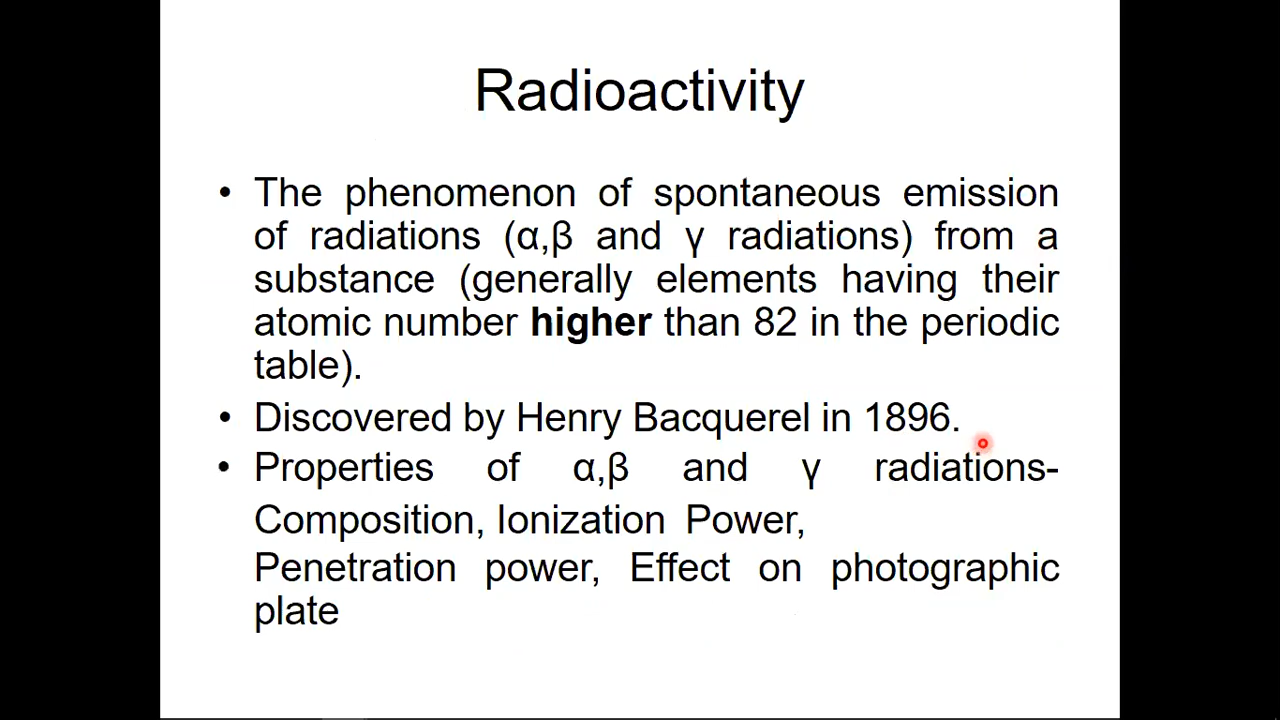 Radioactivity
• The phenomenon of spontaneous emission
of radiations (α,β and γ radiations) from a
substance (generally elements having their
atomic number higher than 82 in the periodic
table).
• Discovered by Henry Bacquerel in 1896.
• Properties of α,β and γ radiations-
Composition, Ionization Power,
Penetration power, Effect on photographic
plate